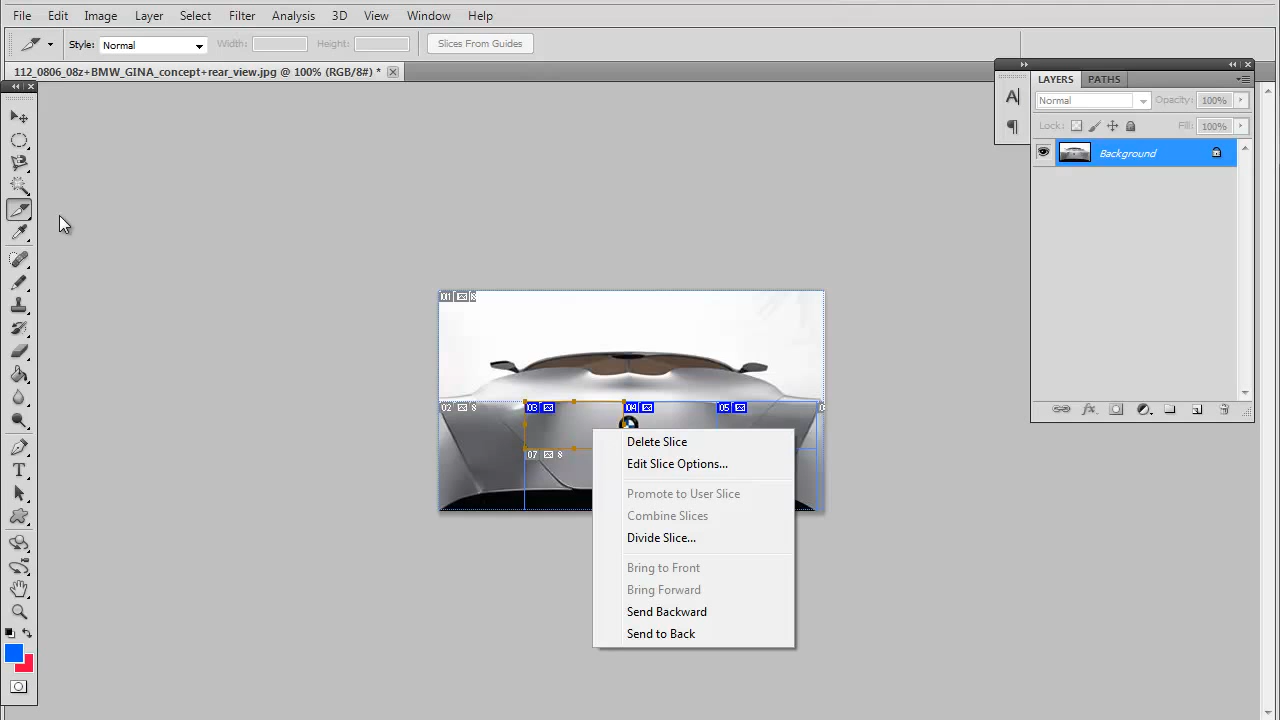 File Edit Image Layer Select Filter Analysis 3D View Window Help
Style: Normal Width: Height: Slices From Guides
112_0806_08z+BMW_GINA_concept+rear_view.jpg @ 100% (RGB/8#) *
LAYERS PATHS
Normal Opacity: 100%
Lock: Fill: 100%
Background
01
02 03 04 05
07
Delete Slice
Edit Slice Options...
Promote to User Slice
Combine Slices
Divide Slice...
Bring to Front
Bring Forward
Send Backward
Send to Back